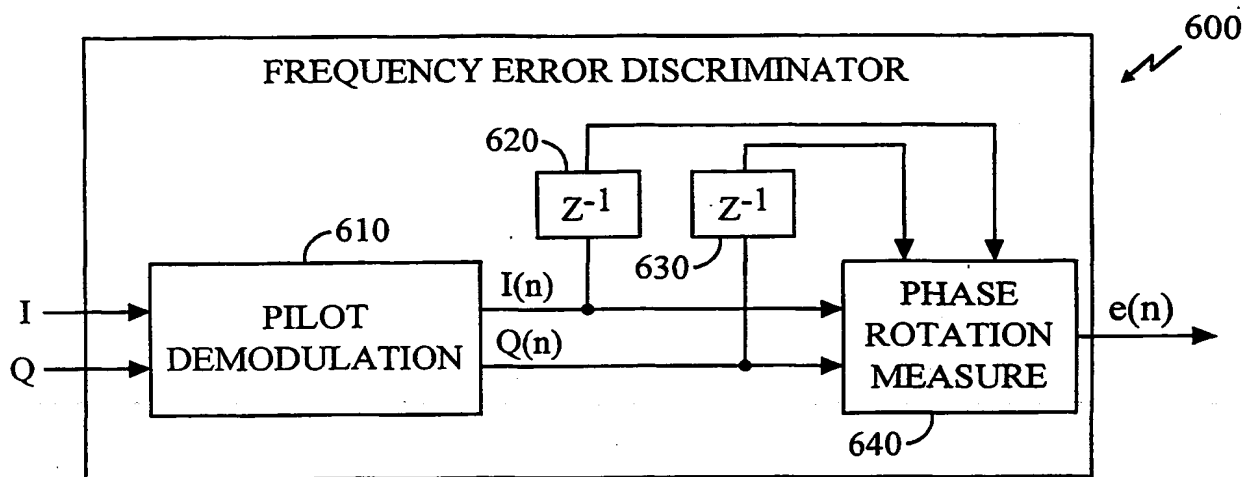 600
FREQUENCY ERROR DISCRIMINATOR
620
Z-1
Z-1
610
630
I
Q
PILOT
DEMODULATION
I(n)
Q(n)
PHASE
ROTATION
MEASURE
e(n)
640